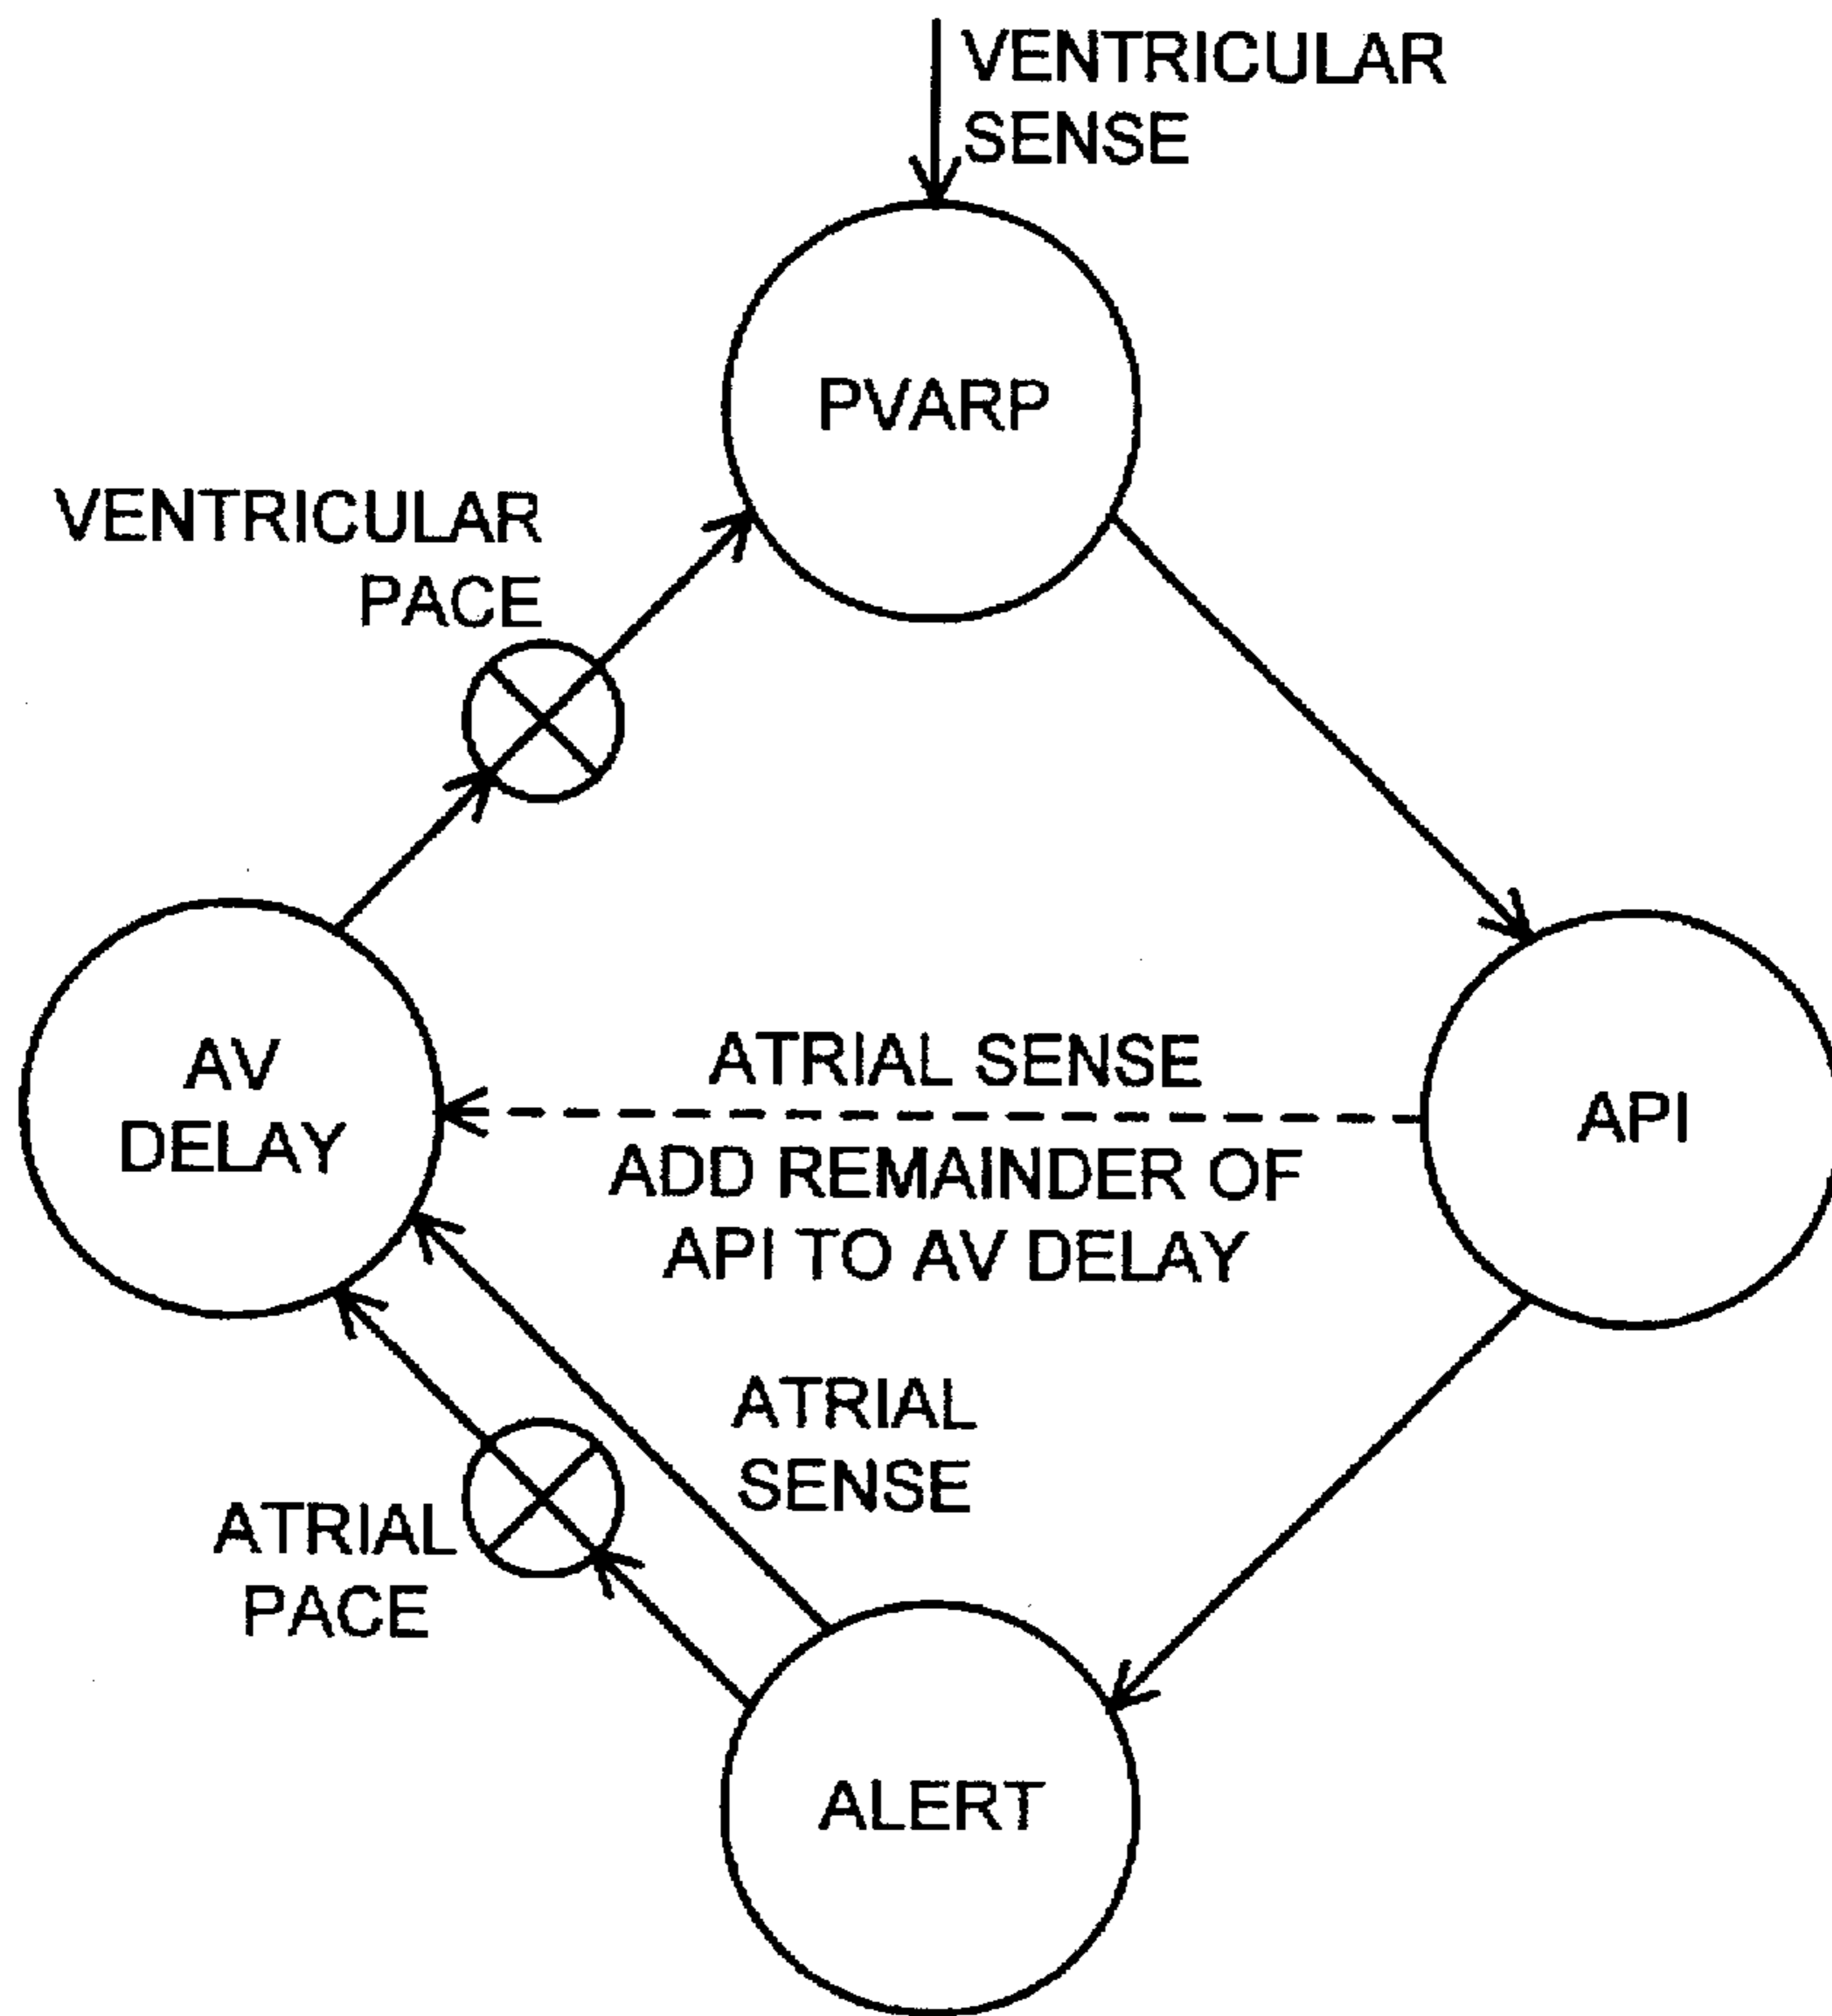 VENTRICULAR
SENSE
PVARP
VENTRICULAR
PACE
AV
DELAY
ATRIAL SENSE
ADD REMAINDER OF
API TO AV DELAY
API
ATRIAL
SENSE
ATRIAL
PACE
ALERT